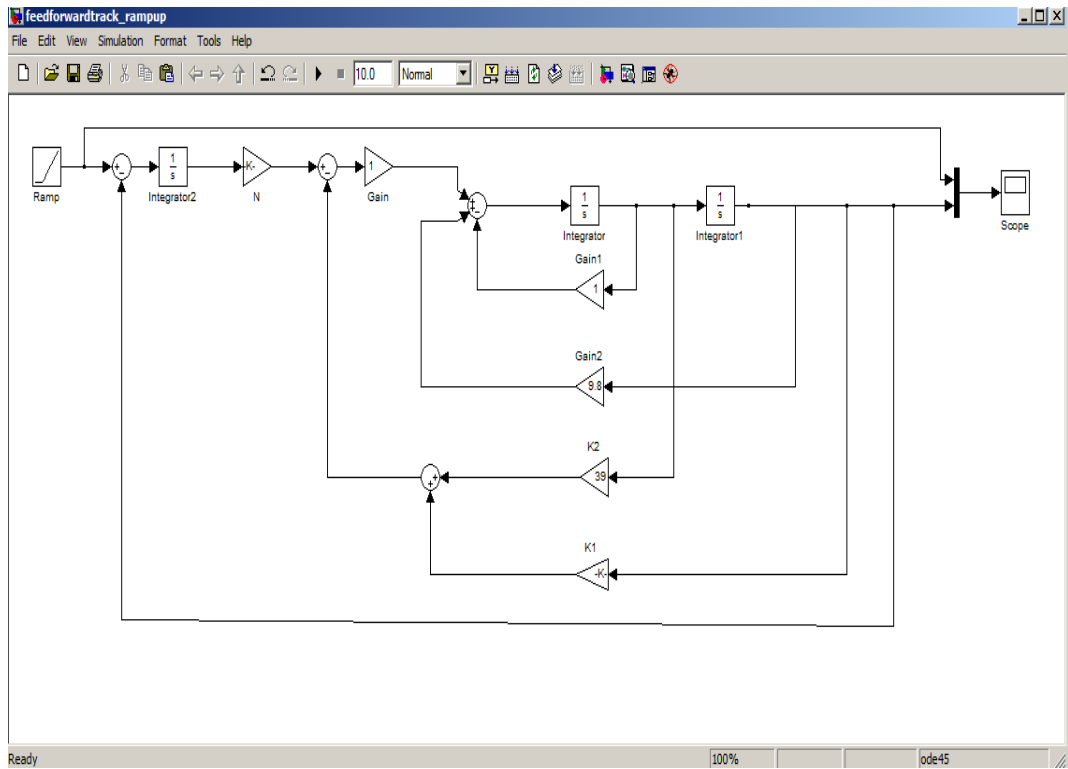 feedforwardtrack_rampup
File Edit View Simulation Format Tools Help
10.0 Normal
Ramp
+
-
1
s
Integrator2
-K-
N
+
-
1
Gain
+
+
-
1
s
Integrator
1
s
Integrator1
Scope
Gain1
1
Gain2
9.8
K2
39
+
+
K1
-K-
Ready 100% ode45